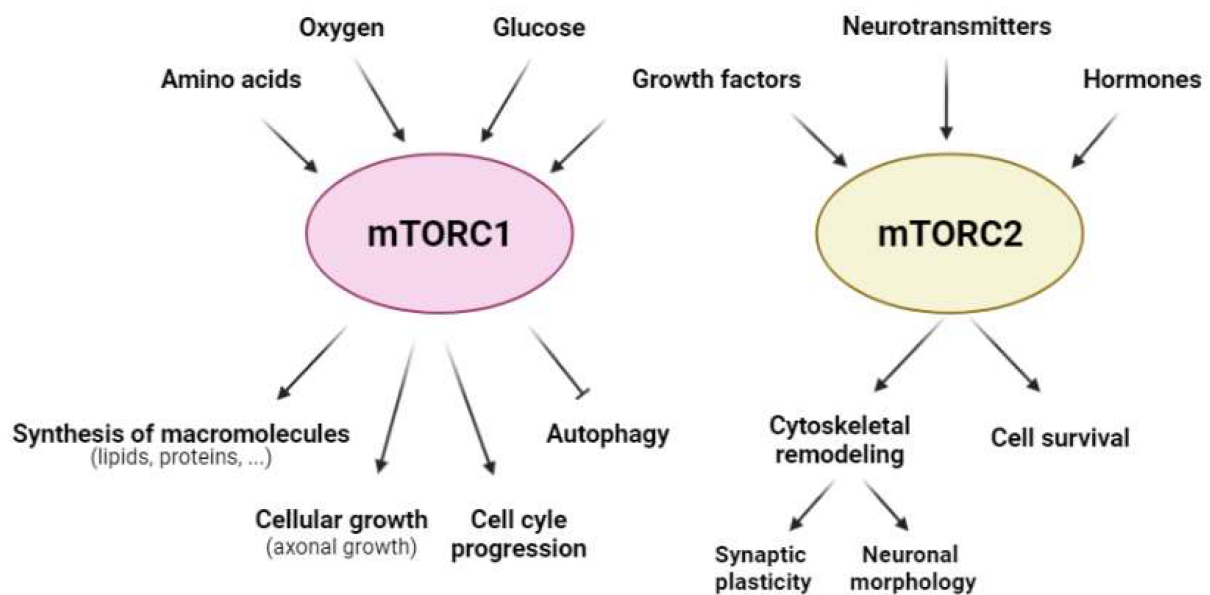 Oxygen
Glucose
Neurotransmitters
Amino acids
Growth factors
Hormones
mTORC1
mTORC2
Synthesis of macromolecules
(lipids, proteins, ...)
Autophagy
Cytoskeletal
remodeling
Cell survival
Cellular growth
(axonal growth)
Cell cyle
progression
Synaptic
plasticity
Neuronal
morphology